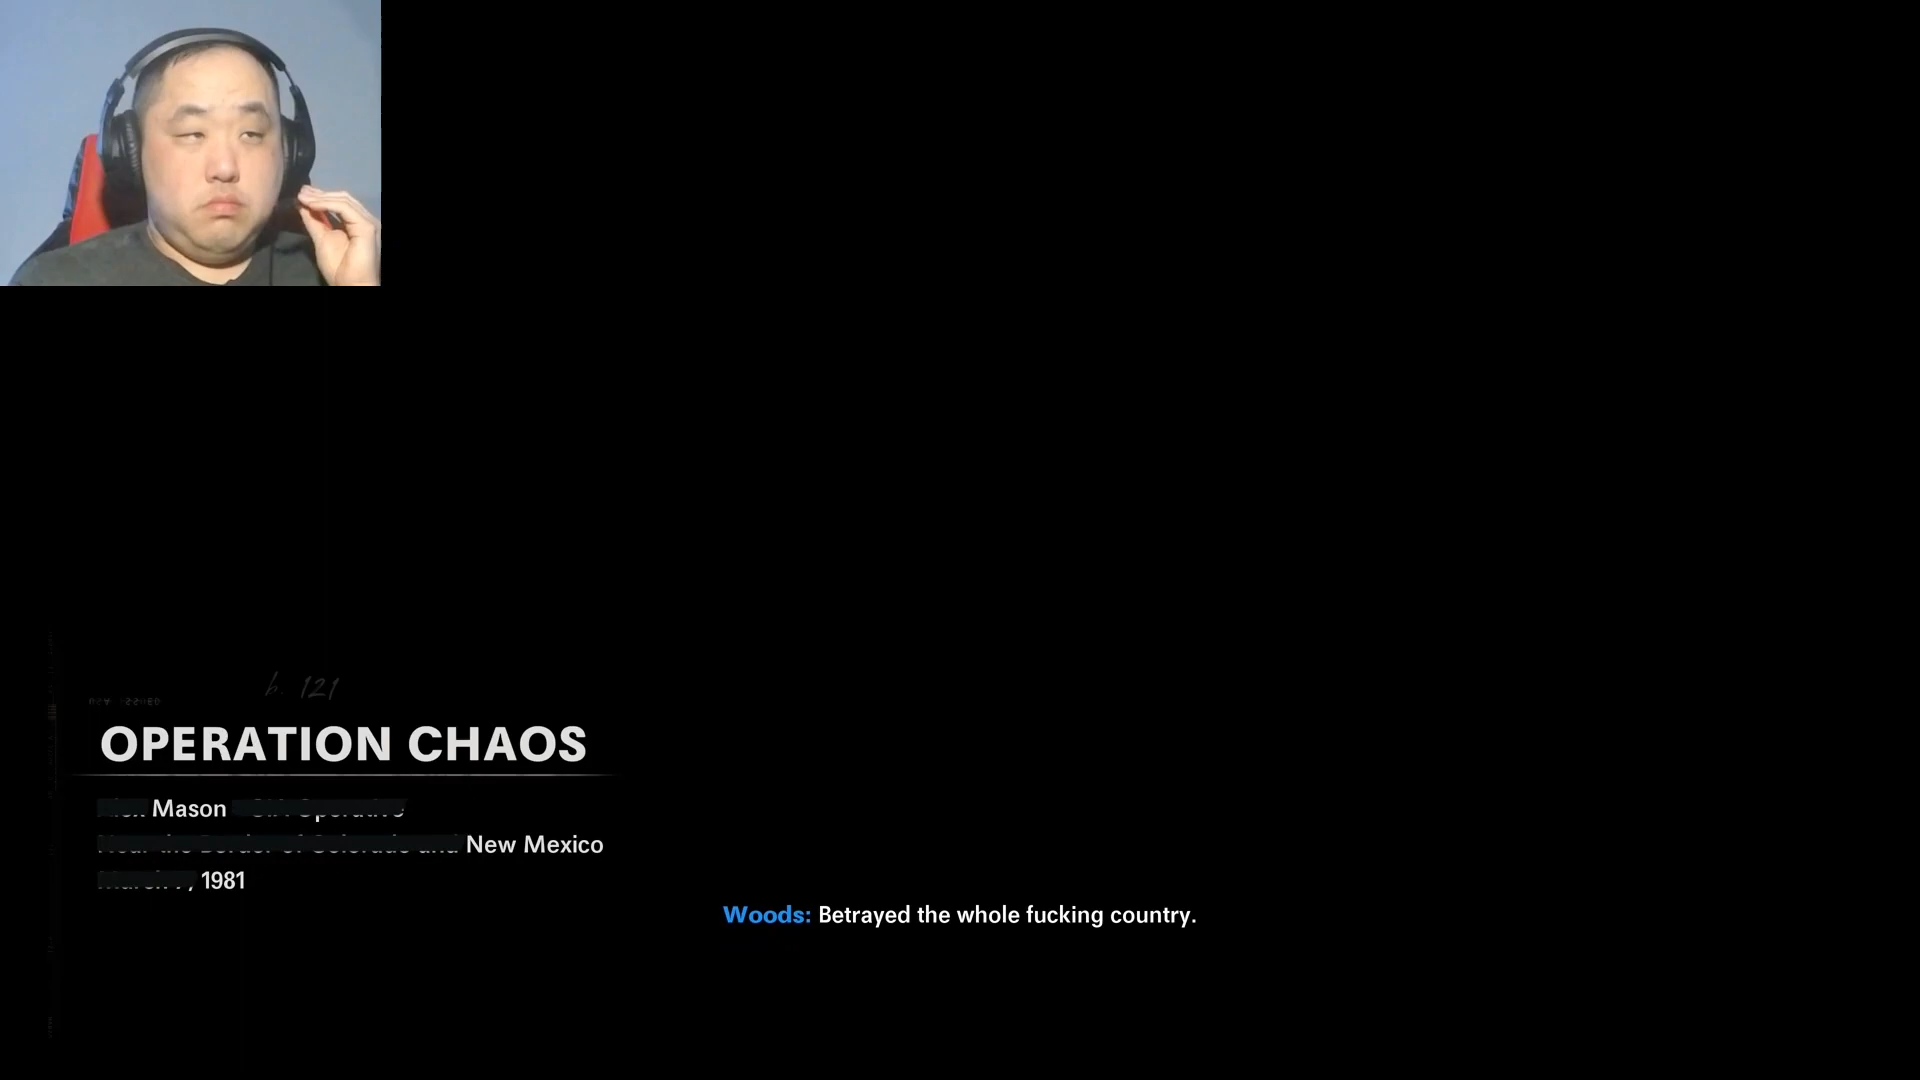 h. 121
OPERATION CHAOS
Mason
New Mexico
, 1981
Woods: Betrayed the whole fucking country.